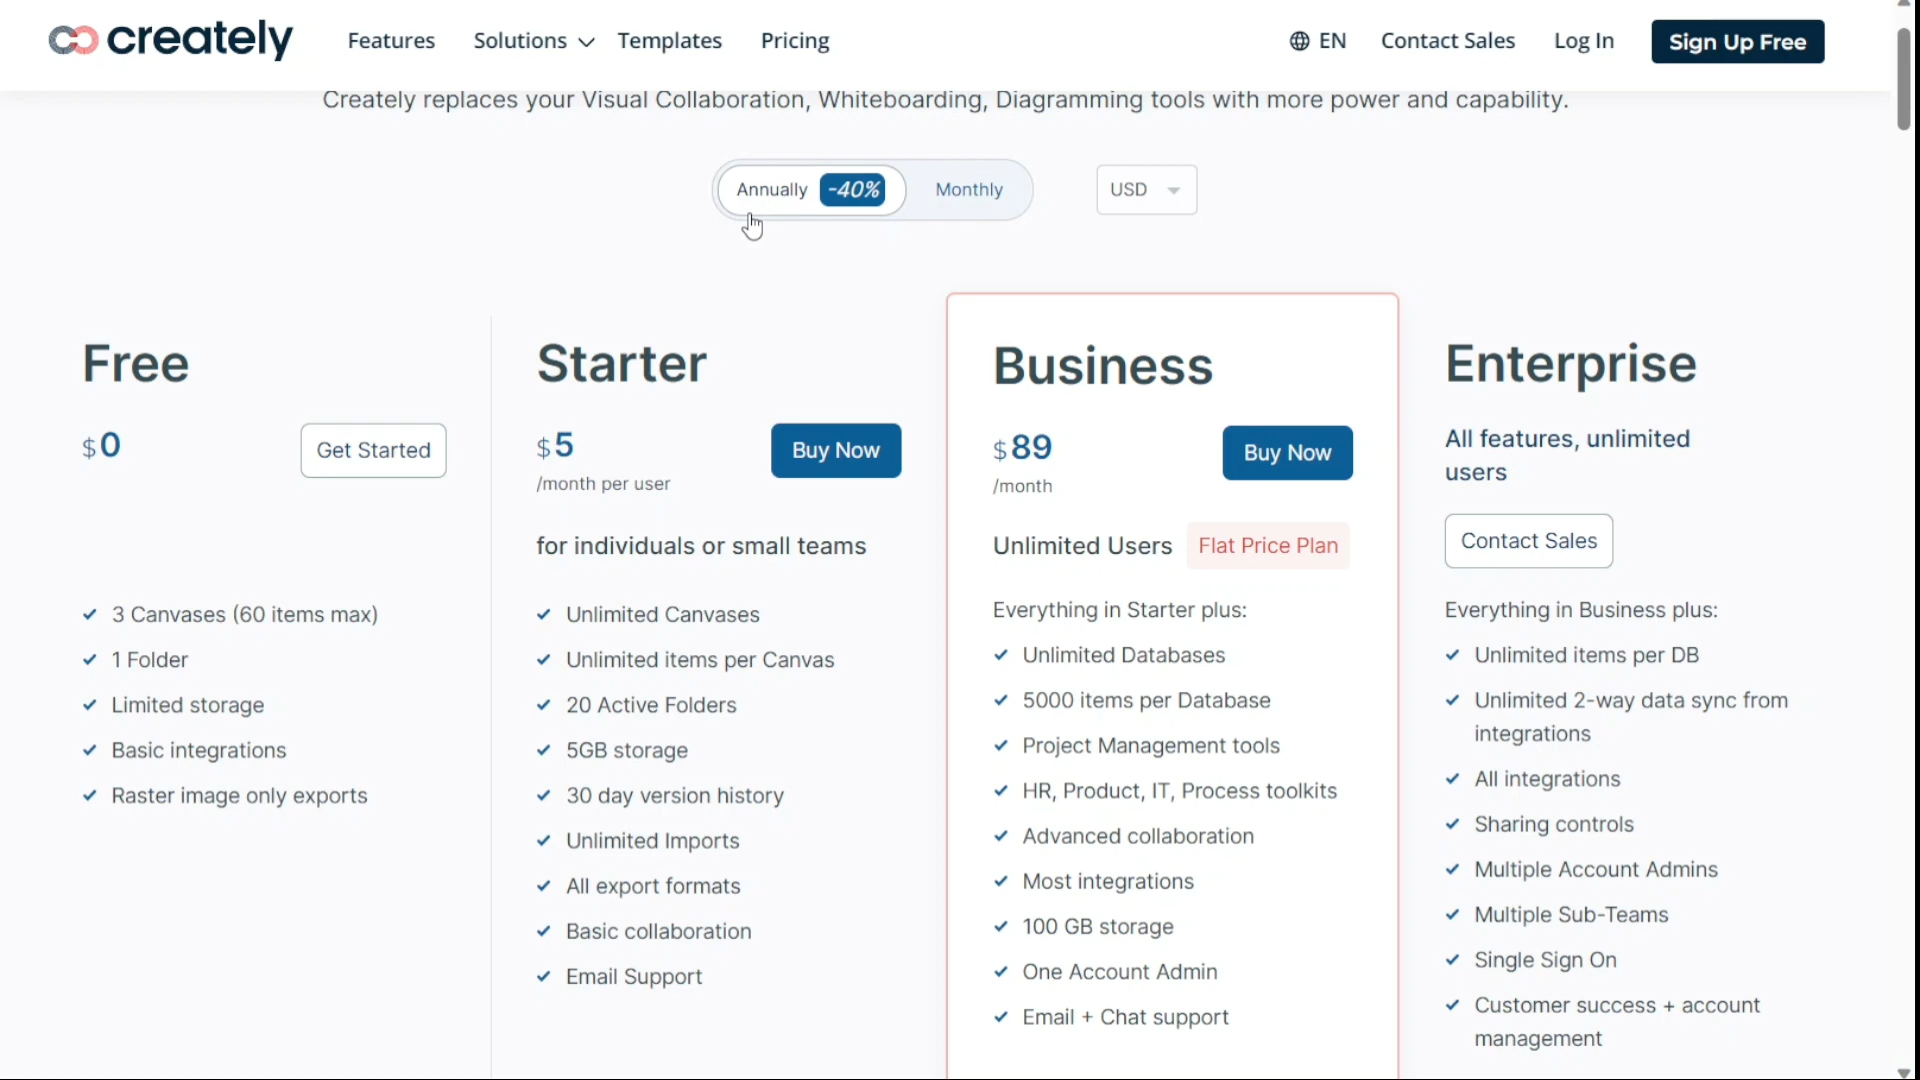 creately
Features
Solutions
Templates
Pricing
EN
Contact Sales
Log In
Sign Up Free
Creately replaces your Visual Collaboration, Whiteboarding, Diagramming tools with more power and capability.
Annually -40%
Monthly
USD
Free
$0
Get Started
3 Canvases (60 items max)
1 Folder
Limited storage
Basic integrations
Raster image only exports
Starter
$5
/month per user
Buy Now
for individuals or small teams
Unlimited Canvases
Unlimited items per Canvas
20 Active Folders
5GB storage
30 day version history
Unlimited Imports
All export formats
Basic collaboration
Email Support
Business
$89
/month
Buy Now
Unlimited Users
Flat Price Plan
Everything in Starter plus:
Unlimited Databases
5000 items per Database
Project Management tools
HR, Product, IT, Process toolkits
Advanced collaboration
Most integrations
100 GB storage
One Account Admin
Email + Chat support
Enterprise
All features, unlimited
users
Contact Sales
Everything in Business plus:
Unlimited items per DB
Unlimited 2-way data sync from
integrations
All integrations
Sharing controls
Multiple Account Admins
Multiple Sub-Teams
Single Sign On
Customer success + account
management